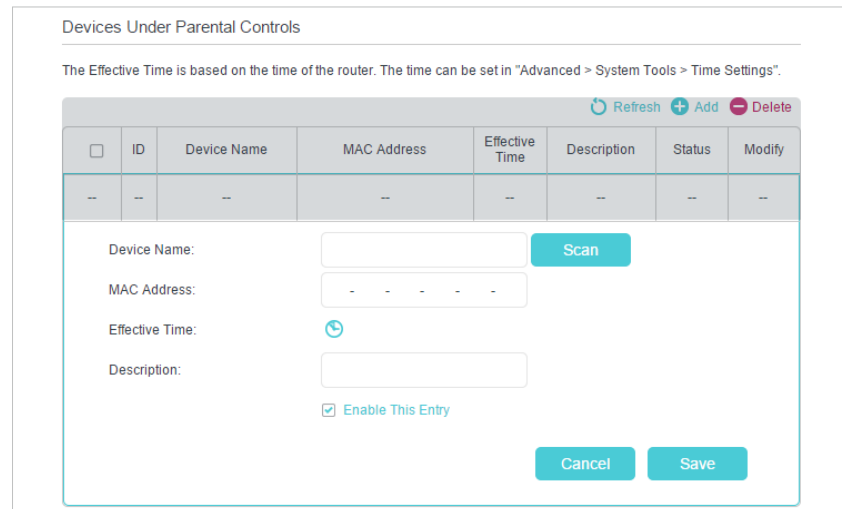 Devices Under Parental Controls
The Effective Time is based on the time of the router. The time can be set in "Advanced > System Tools > Time Settings".
Refresh Add Delete
ID Device Name MAC Address Effective Time Description Status Modify
-- -- -- -- -- -- -- --
Device Name: Scan
MAC Address: - - - - -
Effective Time:
Description:
Enable This Entry
Cancel Save